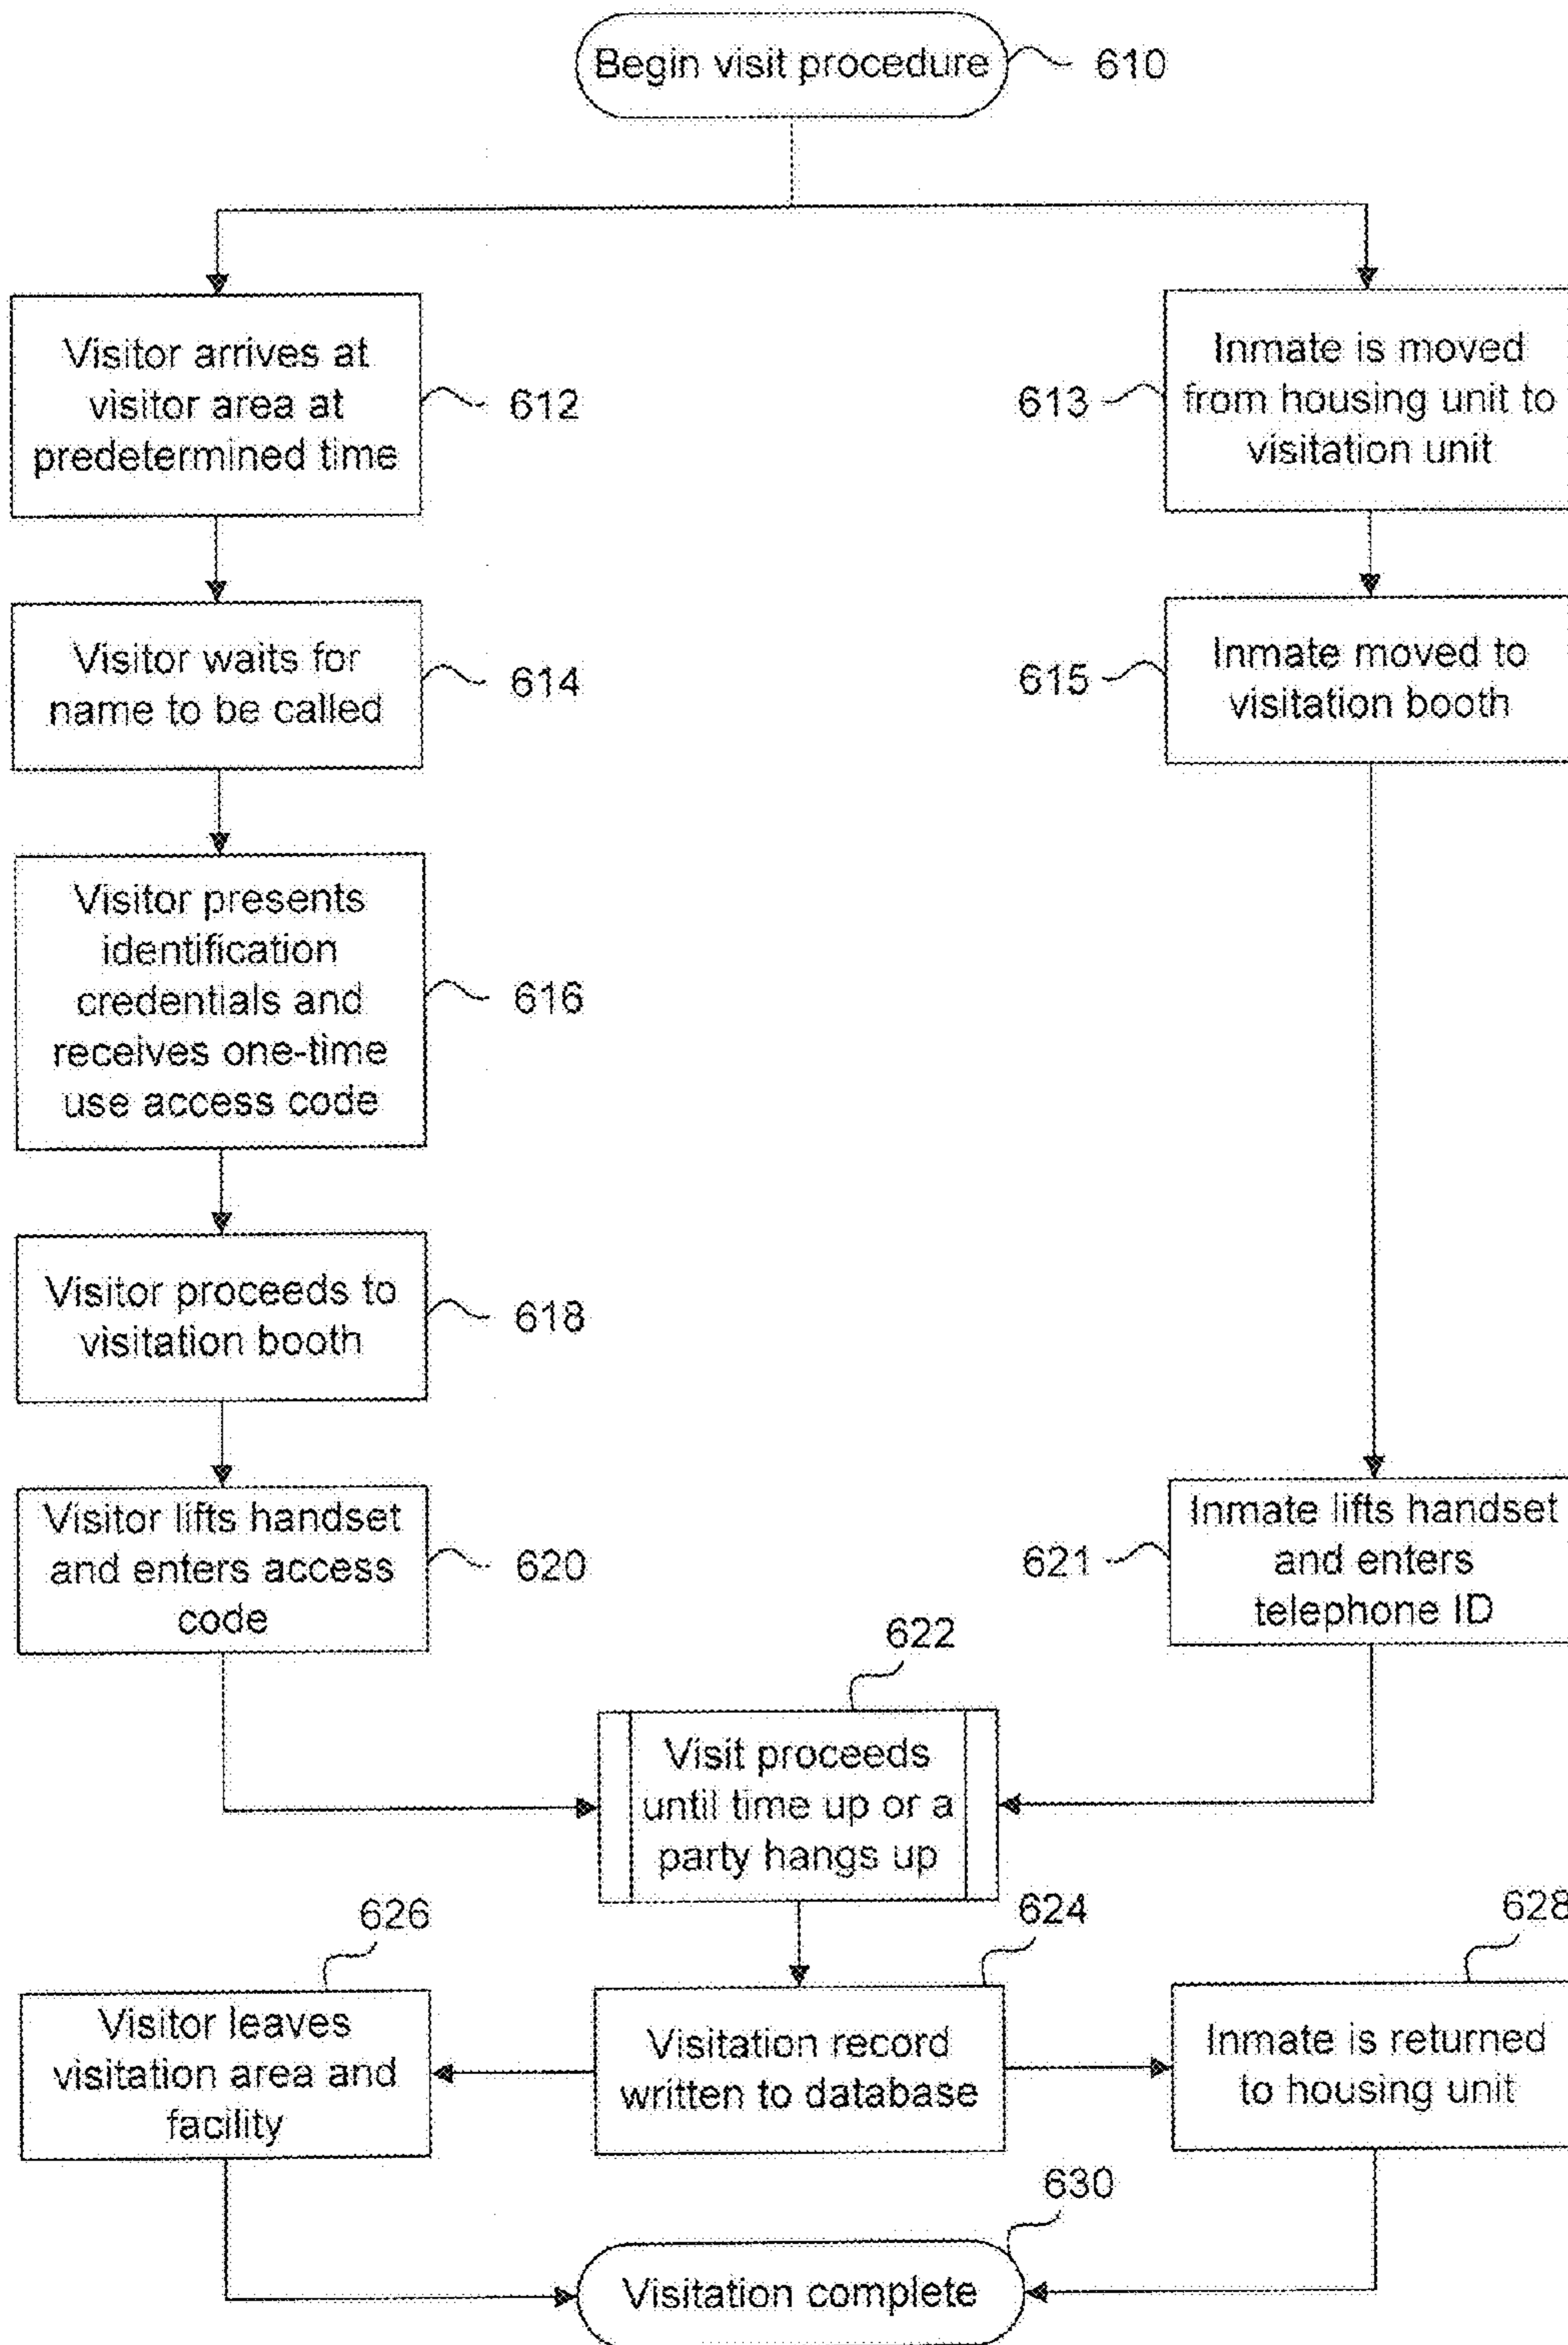 Begin visit procedure
610
Visitor arrives at
visitor area at
predetermined time
612
613
Inmate is moved
from housing unit to
visitation unit
Visitor waits for
name to be called
614
615
Inmate moved to
visitation booth
Visitor presents
identification
credentials and
receives one-time
use access code
616
Visitor proceeds to
visitation booth
618
Visitor lifts handset
and enters access
code
620
621
Inmate lifts handset
and enters
telephone ID
622
Visit proceeds
until time up or a
party hangs up
626
Visitor leaves
visitation area and
facility
624
Visitation record
written to database
628
Inmate is returned
to housing unit
630
Visitation complete